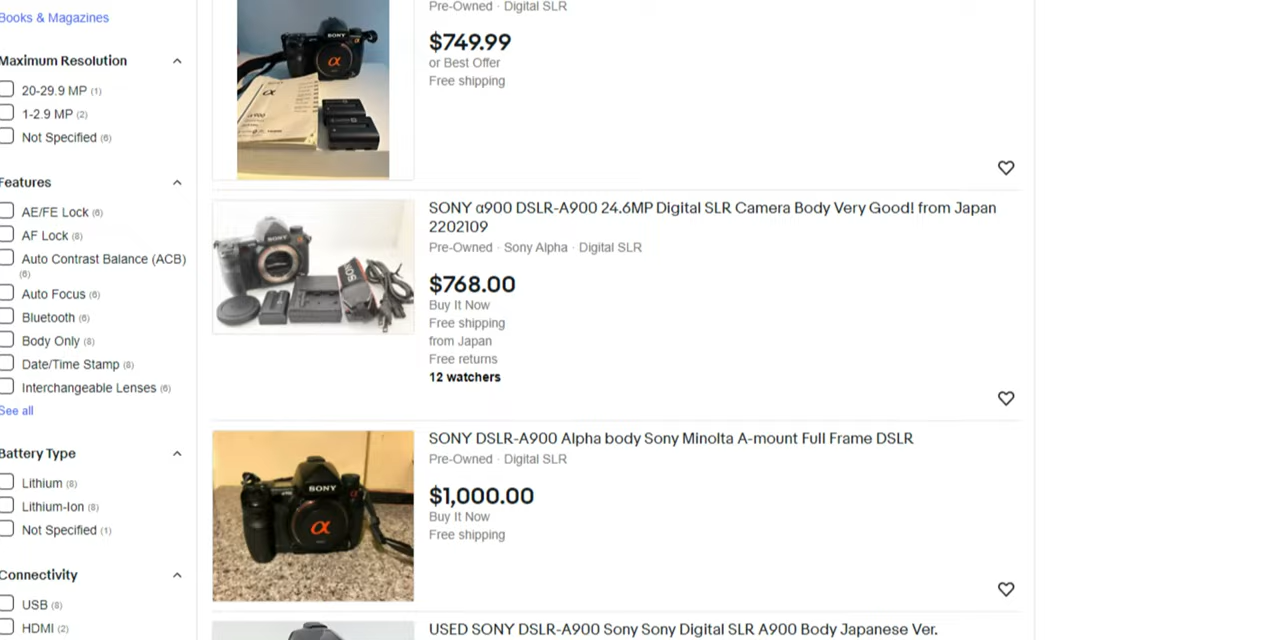 Books & Magazines
Maximum Resolution
20-29.9 MP (1)
1-2.9 MP (2)
Not Specified (6)
Features
AE/FE Lock (6)
AF Lock (8)
Auto Contrast Balance (ACB)
(6)
Auto Focus (6)
Bluetooth (6)
Body Only (8)
Date/Time Stamp (8)
Interchangeable Lenses (6)
See all
Battery Type
Lithium (8)
Lithium-Ion (8)
Not Specified (1)
Connectivity
USB (8)
HDMI (2)
Pre-Owned · Digital SLR
$749.99
or Best Offer
Free shipping
SONY
α
α
α900
SONY α900 DSLR-A900 24.6MP Digital SLR Camera Body Very Good! from Japan
2202109
Pre-Owned · Sony Alpha · Digital SLR
$768.00
Buy It Now
Free shipping
from Japan
Free returns
12 watchers
SONY
SONY DSLR-A900 Alpha body Sony Minolta A-mount Full Frame DSLR
Pre-Owned · Digital SLR
$1,000.00
Buy It Now
Free shipping
SONY
α
α
USED SONY DSLR-A900 Sony Sony Digital SLR A900 Body Japanese Ver.